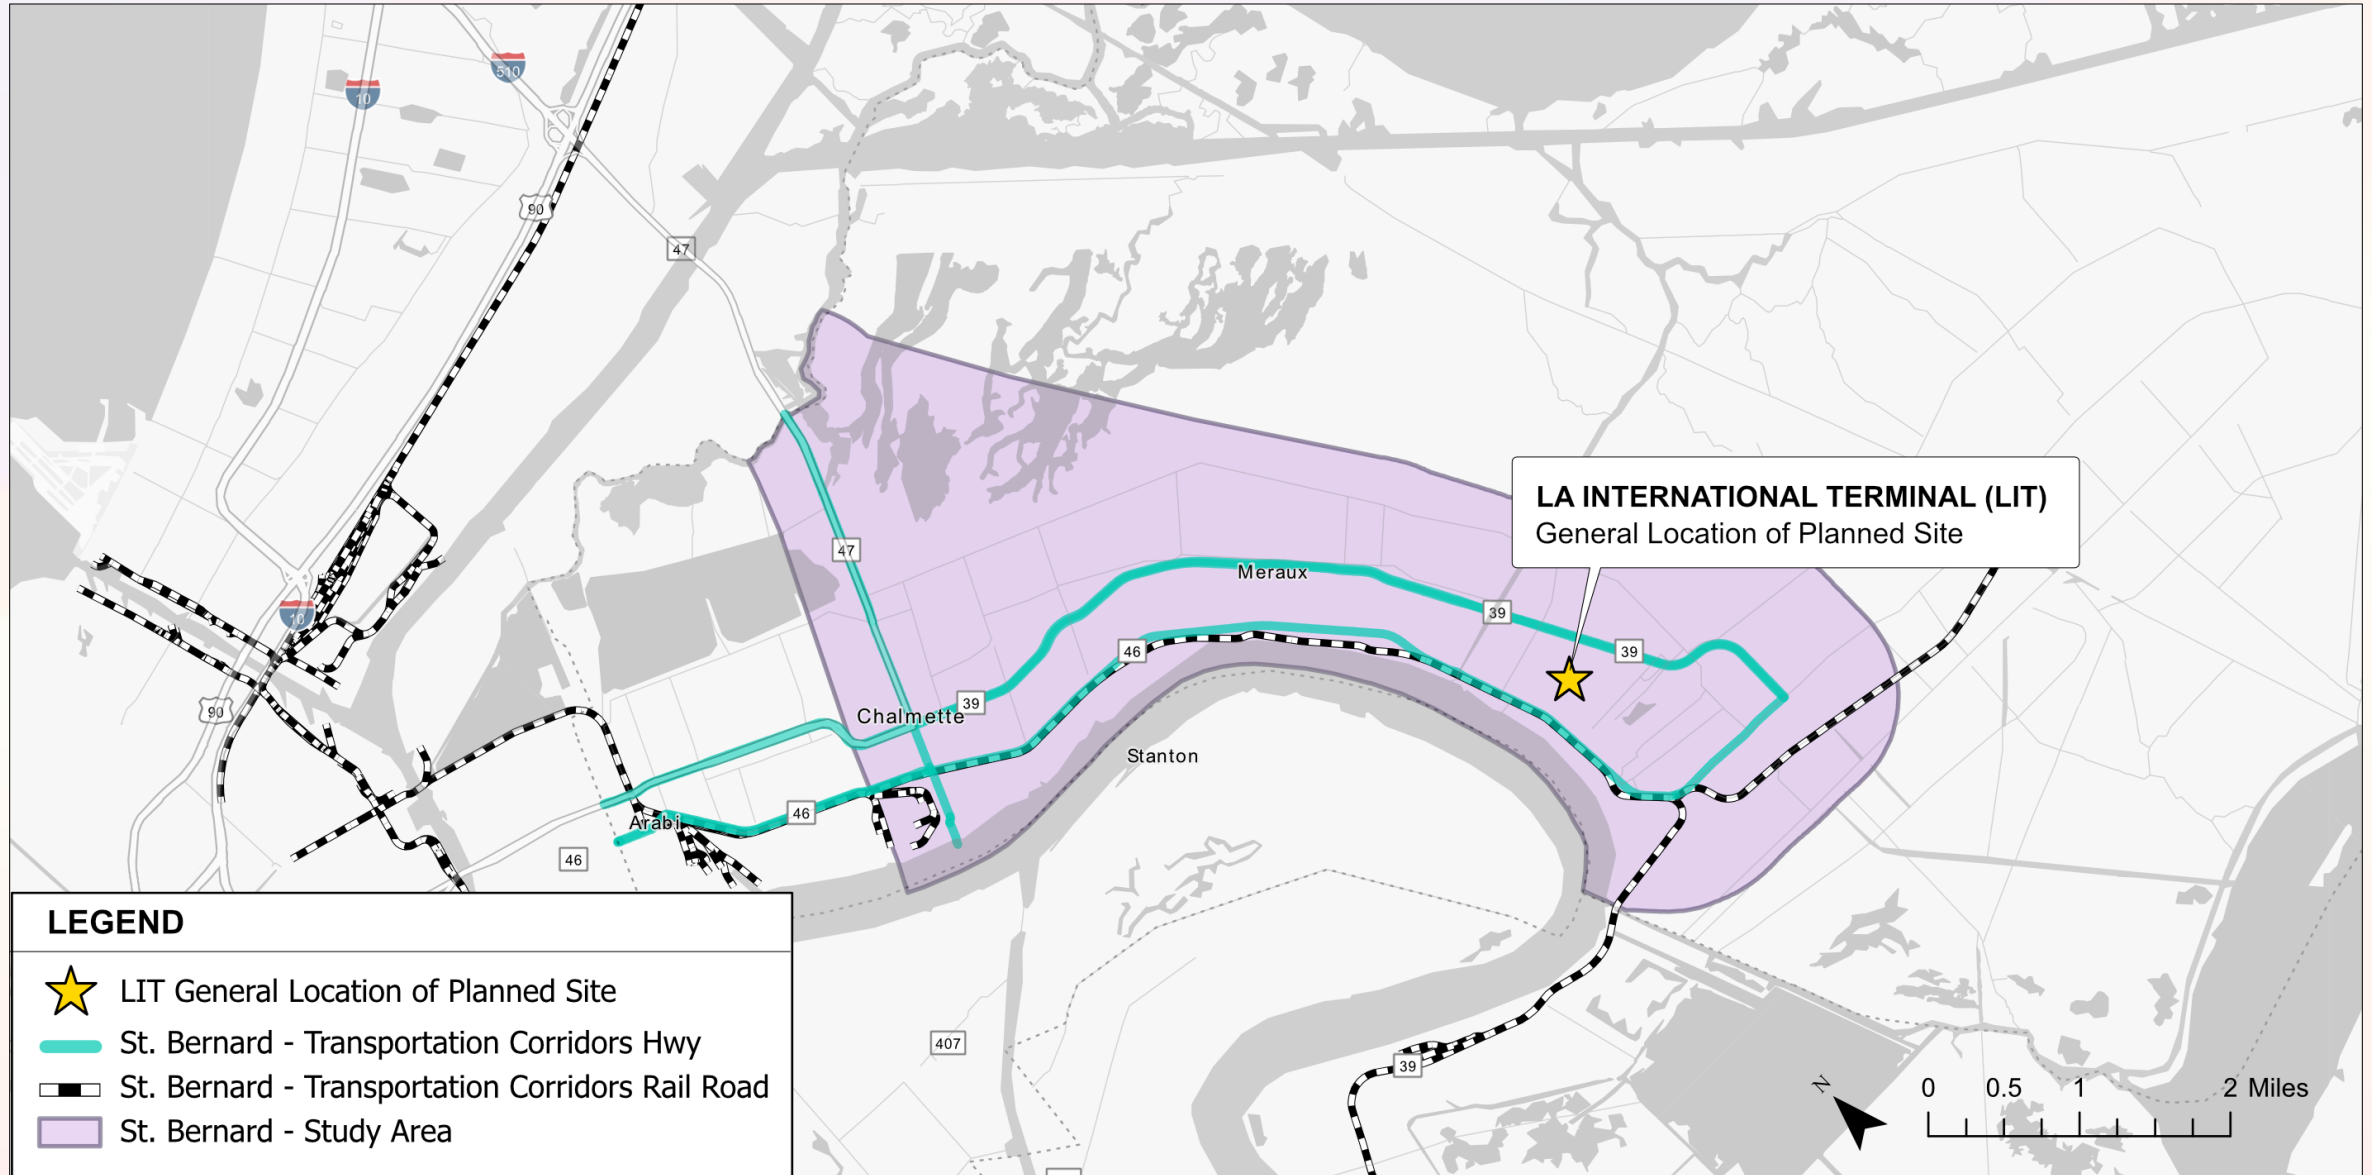 510
10
90
47
LA INTERNATIONAL TERMINAL (LIT)
General Location of Planned Site
47
Meraux
39
39
46
10
39
90
Chalmette
Stanton
46
Arabi
46
407
39
LEGEND
LIT General Location of Planned Site
St. Bernard - Transportation Corridors Hwy
St. Bernard - Transportation Corridors Rail Road
St. Bernard - Study Area
N
0 0.5 1 2 Miles